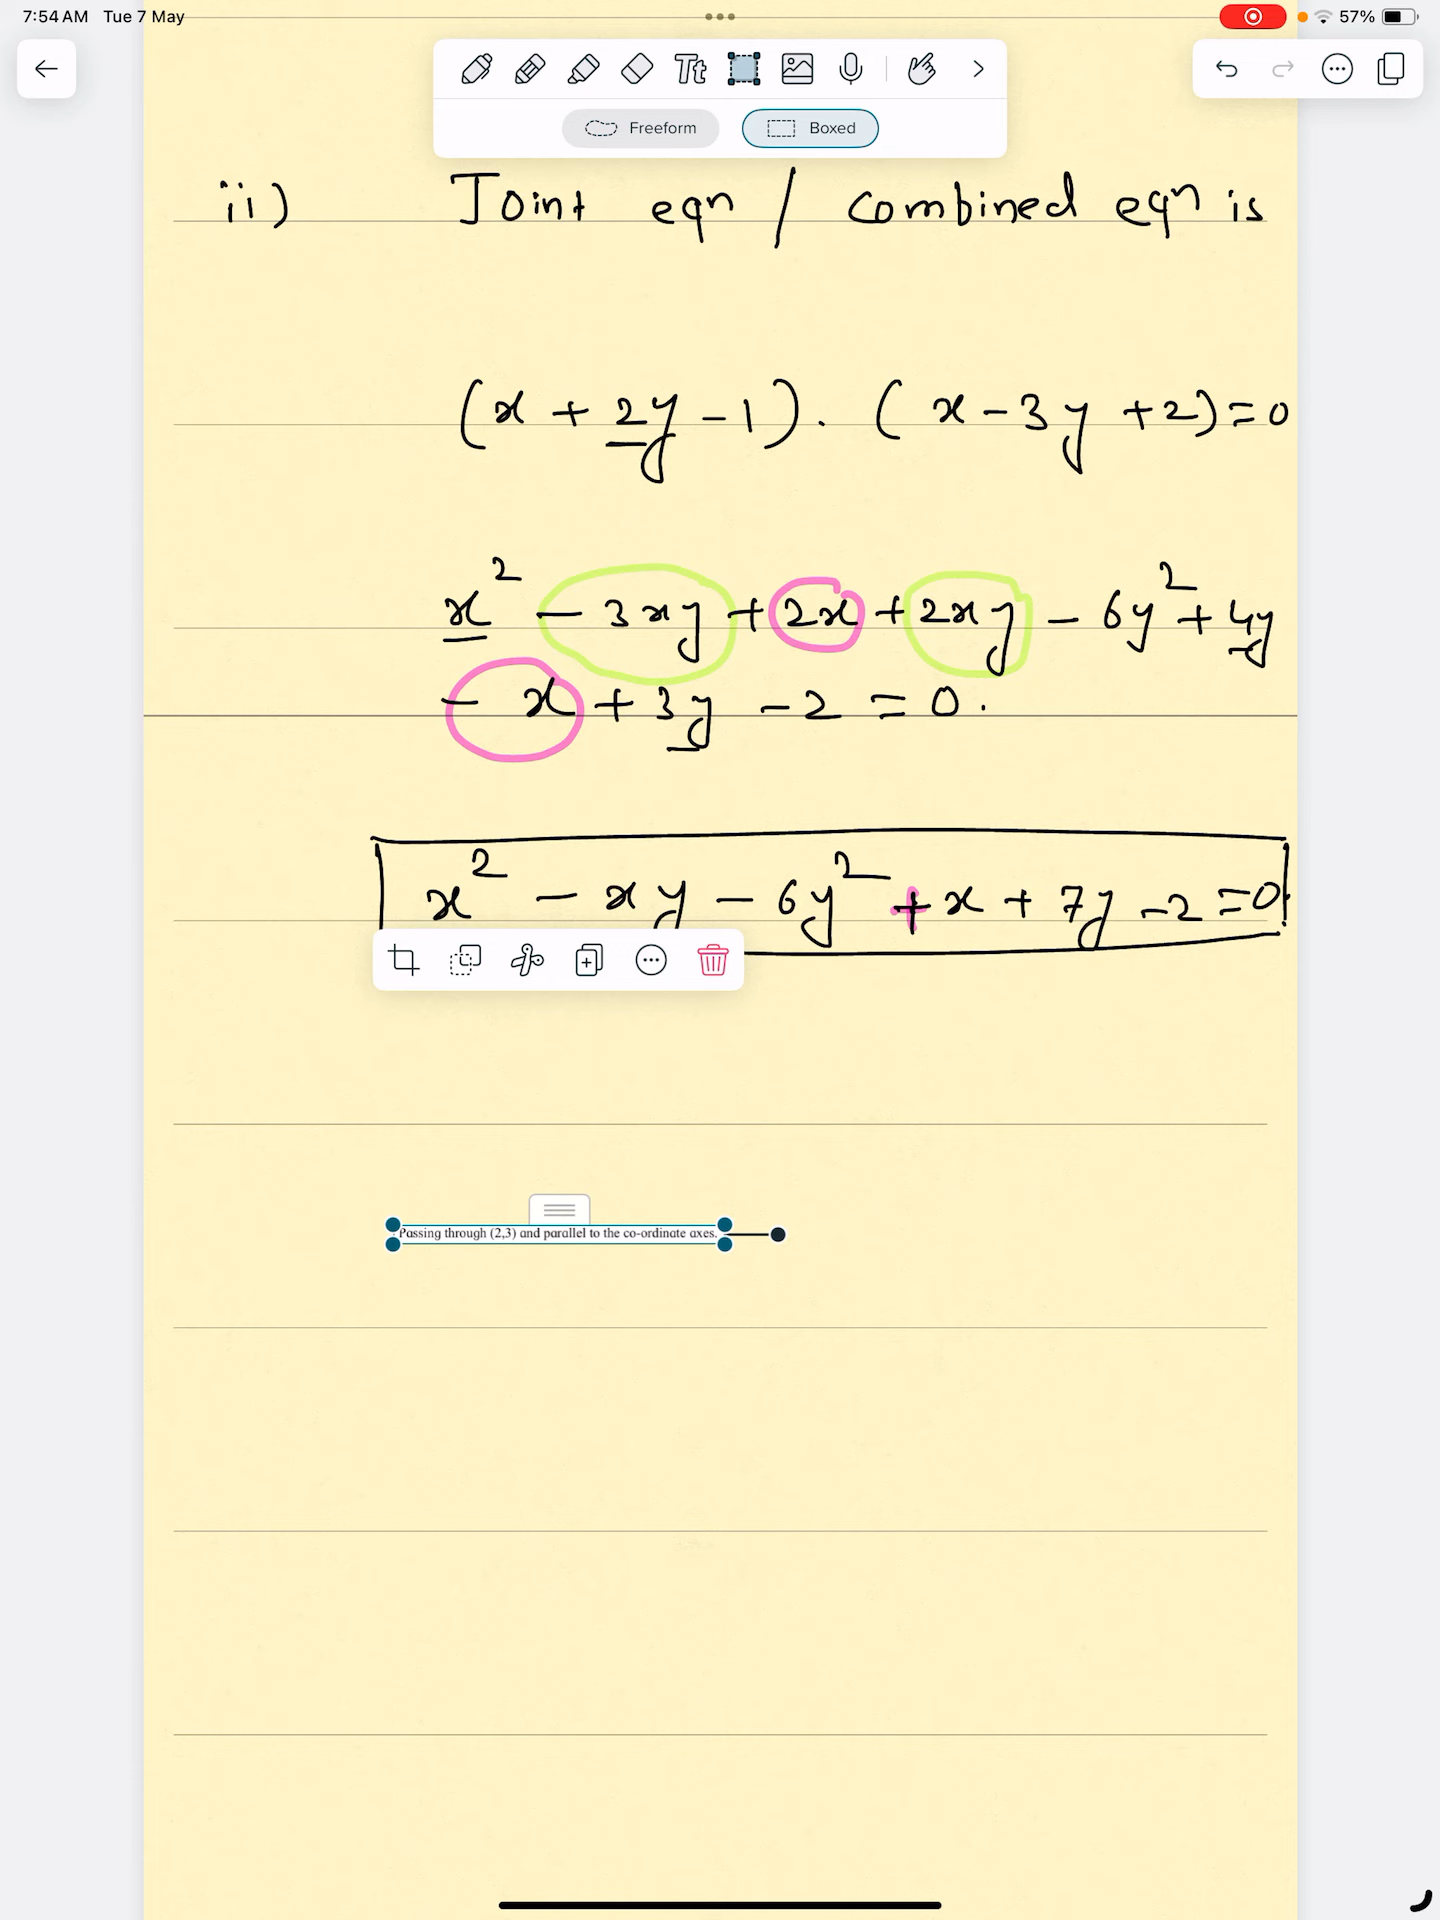 7:54 AM Tue 7 May
57%
Tt
Freeform
Boxed
ii) Joint eqn / combined eqn is
(x + 2y - 1) . ( x - 3y + 2) = 0
x² - 3xy + 2x + 2xy - 6y² + 4y
- x + 3y - 2 = 0.
x² - xy - 6y² + x + 7y - 2 = 0
Passing through (2,3) and parallel to the co-ordinate axes.